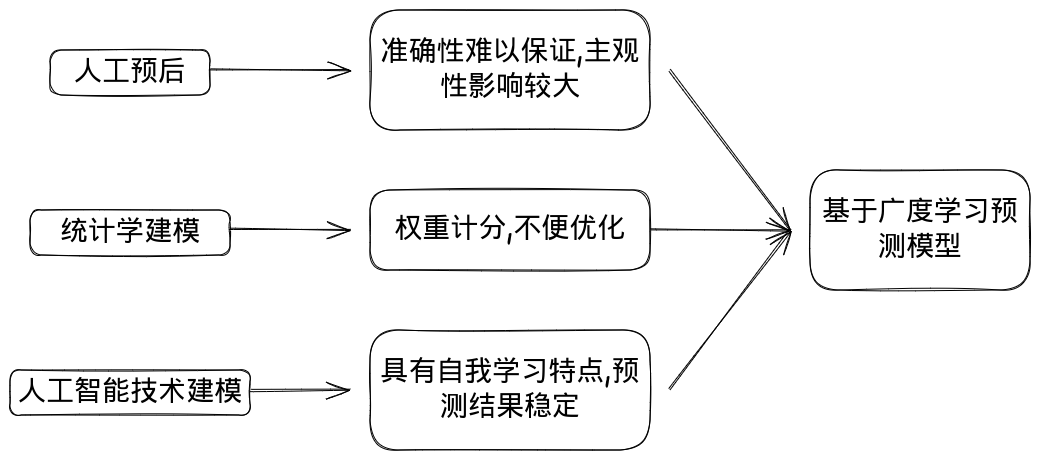 人工预后
准确性难以保证,主观
性影响较大
统计学建模
权重计分,不便优化
基于广度学习预
测模型
人工智能技术建模
具有自我学习特点,预
测结果稳定